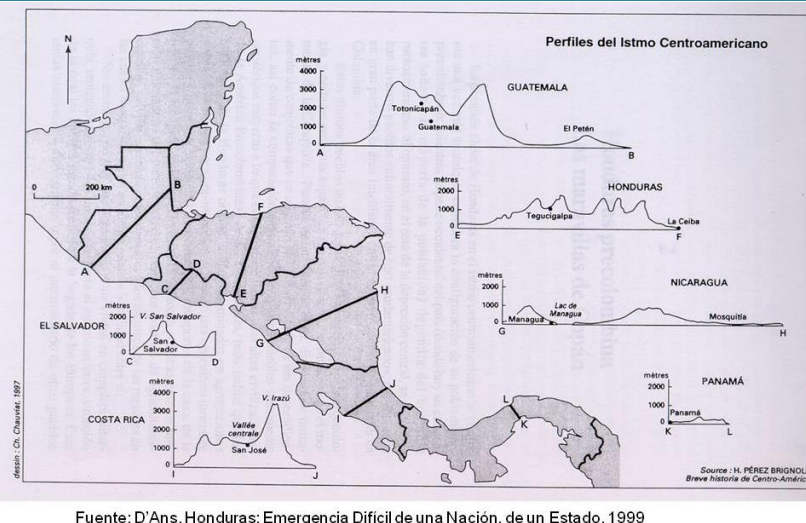 Perfiles del Istmo Centroamericano
N
0 200 km
A
B
C
D
E
F
G
H
I
J
K
L
GUATEMALA
mètres
4000
3000
2000
1000
0
Totonicapán
Guatemala
El Petén
A
B
HONDURAS
mètres
2000
1000
0
Tegucigalpa
La Ceiba
E
F
NICARAGUA
mètres
2000
1000
0
Managua
Lac de
Managua
Mosquitia
G
H
EL SALVADOR
mètres
2000
1000
0
V. San Salvador
San
Salvador
C
D
COSTA RICA
mètres
4000
3000
2000
1000
0
V. Irazú
Vallée
centrale
San José
I
J
PANAMÁ
mètres
2000
1000
0
Panamá
K
L
dessin : Ch. Chauviat, 1997
Source : H. PÉREZ BRIGNOL
Breve historia de Centro-Améric
Fuente: D'Ans, Honduras: Emergencia Difícil de una Nación, de un Estado, 1999